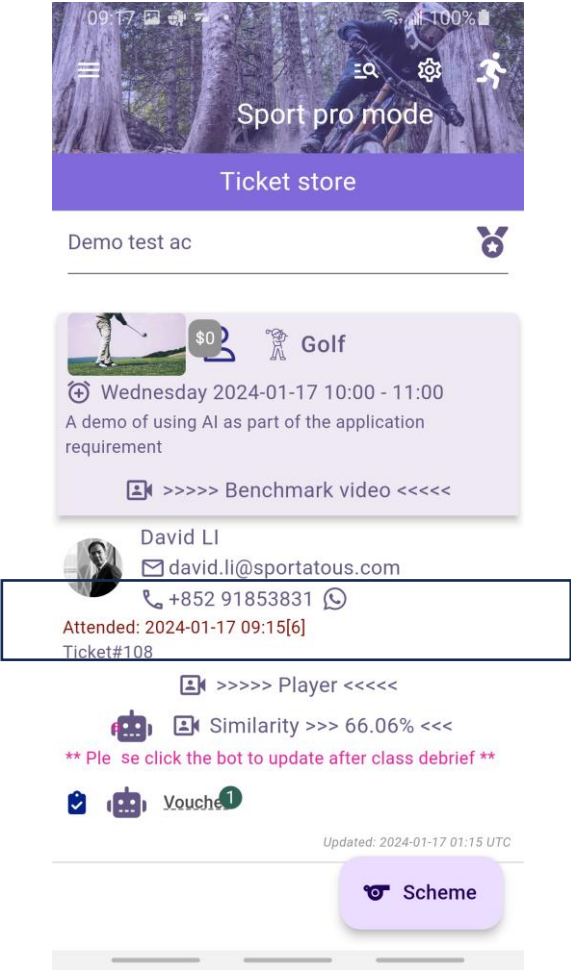 09:17 100%
Sport pro mode
Ticket store
Demo test ac
$0
Golf
Wednesday 2024-01-17 10:00 - 11:00
A demo of using AI as part of the application
requirement
>>>>> Benchmark video <<<<<
David LI
david.li@sportatous.com
+852 91853831
Attended: 2024-01-17 09:15[6]
Ticket#108
>>>>> Player <<<<<
Similarity >>> 66.06% <<<
** Ple se click the bot to update after class debrief **
Vouche 1
Updated: 2024-01-17 01:15 UTC
Scheme